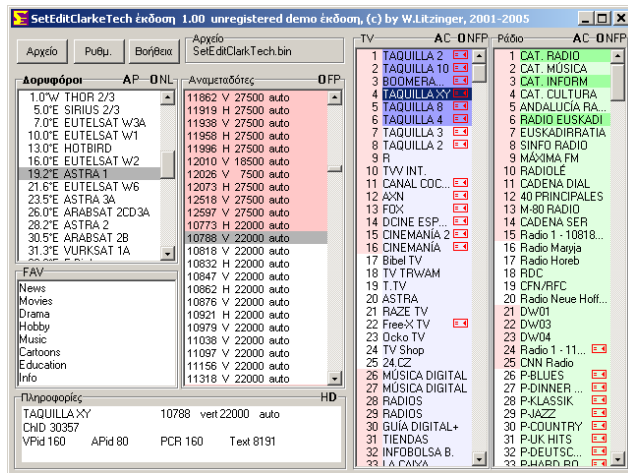 SetEditClarkeTech έκδοση 1.00 unregistered demo έκδοση, (c) by W.Litzinger, 2001-2005
Αρχείο
Ρυθμ.
Βοήθεια
Αρχείο
SetEditClarkTech.bin
Δορυφόροι AP-ONL
1.0°W THOR 2/3
5.0°E SIRIUS 2/3
7.0°E EUTELSAT W3A
10.0°E EUTELSAT W1
13.0°E HOTBIRD
16.0°E EUTELSAT W2
19.2°E ASTRA 1
21.6°E EUTELSAT W6
23.5°E ASTRA 3A
26.0°E ARABSAT 2CD3A
28.2°E ASTRA 2
30.5°E ARABSAT 2B
31.3°E VURKSAT 1A
FAV
News
Movies
Drama
Hobby
Music
Cartoons
Education
Info
Αναμεταδότες OFP
11862 V 27500 auto
11919 H 27500 auto
11938 V 27500 auto
11958 H 27500 auto
11996 H 27500 auto
12010 V 18500 auto
12026 V 7500 auto
12073 H 27500 auto
12518 V 27500 auto
12597 V 27500 auto
10773 H 22000 auto
10788 V 22000 auto
10818 V 22000 auto
10832 H 22000 auto
10847 V 22000 auto
10862 H 22000 auto
10876 V 22000 auto
10921 H 22000 auto
10979 V 22000 auto
11038 V 22000 auto
11097 V 22000 auto
11156 V 22000 auto
11318 V 22000 auto
Πληροφορίες HD-
TAQUILLA XY 10788 vert 22000 auto
ChID 30357
VPid 160 APid 80 PCR 160 Text 8191
TV AC-ONFP
1 TAQUILLA 2
2 TAQUILLA 10
3 BOOMERA...
4 TAQUILLA XY
5 TAQUILLA 8
6 TAQUILLA 4
7 TAQUILLA 3
8 TAQUILLA 2
9 R
10 TVV INT.
11 CANAL COC...
12 AXN
13 FOX
14 DCINE ESP...
15 CINEMANÍA 2
16 CINEMANÍA
17 Bibel TV
18 TV TRWAM
19 T.TV
20 ASTRA
21 RAZE TV
22 Free-X TV
23 Ocko TV
24 TV Shop
25 24.CZ
26 MÚSICA DIGITAL
27 MÚSICA DIGITAL
28 RADIOS
29 RADIOS
30 GUÍA DIGITAL+
31 TIENDAS
32 INFOBOLSA B.
33 LA CAIXA
Ράδιο AC-ONFP
1 CAT. RADIO
2 CAT. MÚSICA
3 CAT. INFORM
4 CAT. CULTURA
5 ANDALUCÍA RA...
6 RADIO EUSKADI
7 EUSKADIRRATIA
8 SINFO RADIO
9 MÁXIMA FM
10 RADIOLÉ
11 CADENA DIAL
12 40 PRINCIPALES
13 M-80 RADIO
14 CADENA SER
15 Radio 1 - 10818...
16 Radio Maryja
17 Radio Horeb
18 RDC
19 CFN/RFC
20 Radio Neue Hoff...
21 DW01
22 DW03
23 DW04
24 Radio 1 - 11...
25 CNN Radio
26 P-BLUES
27 P-DINNER ...
28 P-KLASSIK
29 P-JAZZ
30 P-COUNTRY
31 P-UK HITS
32 P-DEUTSC...
33 P-HARD RO...